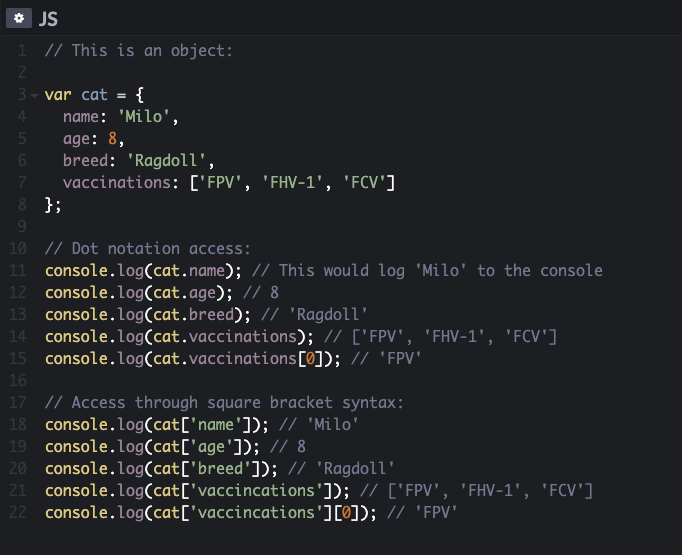 JS
1 // This is an object:
2
3 var cat = {
4   name: 'Milo',
5   age: 8,
6   breed: 'Ragdoll',
7   vaccinations: ['FPV', 'FHV-1', 'FCV']
8 };
9
10 // Dot notation access:
11 console.log(cat.name); // This would log 'Milo' to the console
12 console.log(cat.age); // 8
13 console.log(cat.breed); // 'Ragdoll'
14 console.log(cat.vaccinations); // ['FPV', 'FHV-1', 'FCV']
15 console.log(cat.vaccinations[0]); // 'FPV'
16
17 // Access through square bracket syntax:
18 console.log(cat['name']); // 'Milo'
19 console.log(cat['age']); // 8
20 console.log(cat['breed']); // 'Ragdoll'
21 console.log(cat['vaccincations']); // ['FPV', 'FHV-1', 'FCV']
22 console.log(cat['vaccincations'][0]); // 'FPV'